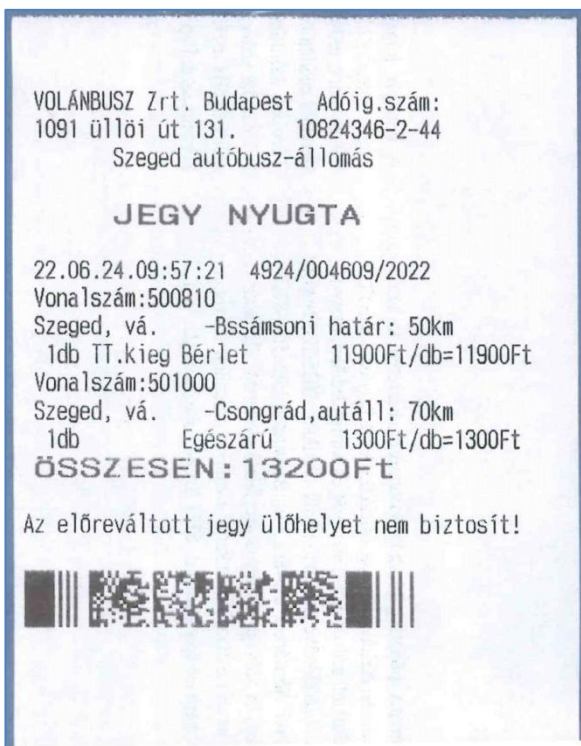 VOLÁNBUSZ Zrt. Budapest Adóig.szám:
1091 üllöi út 131. 10824346-2-44
Szeged autóbusz-állomás
JEGY NYUGTA
22.06.24.09:57:21 4924/004609/2022
Vonalszám:500810
Szeged, vá. -Bssámsoni határ: 50km
1db TT.kieg Bérlet 11900Ft/db=11900Ft
Vonalszám:501000
Szeged, vá. -Csongrád,autáll: 70km
1db Egészárú 1300Ft/db=1300Ft
ÖSSZESEN:13200Ft
Az előreváltott jegy ülőhelyet nem biztosít!